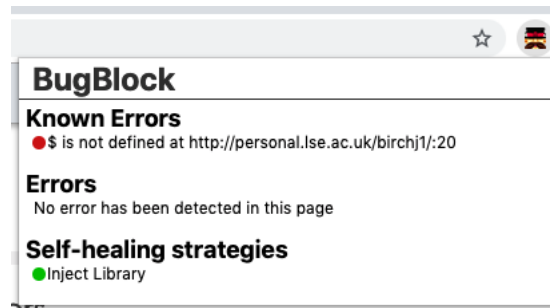 BugBlock
Known Errors
$ is not defined at http://personal.lse.ac.uk/birchj1/:20
Errors
No error has been detected in this page
Self-healing strategies
Inject Library